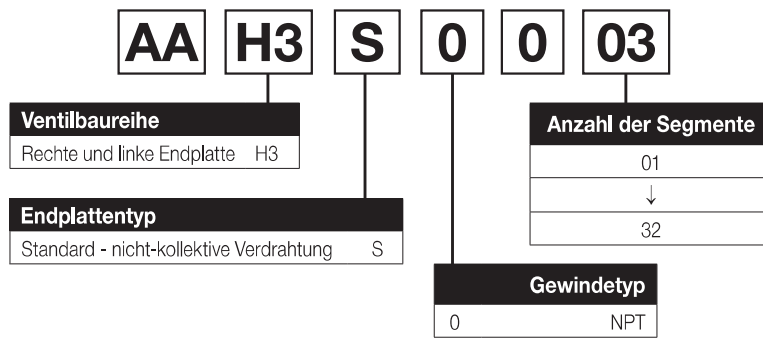 AA H3 S 0 0 03
Ventilbaureihe
Rechte und linke Endplatte H3
Endplattentyp
Standard - nicht-kollektive Verdrahtung S
Anzahl der Segmente
01
↓
32
Gewindetyp
0 NPT